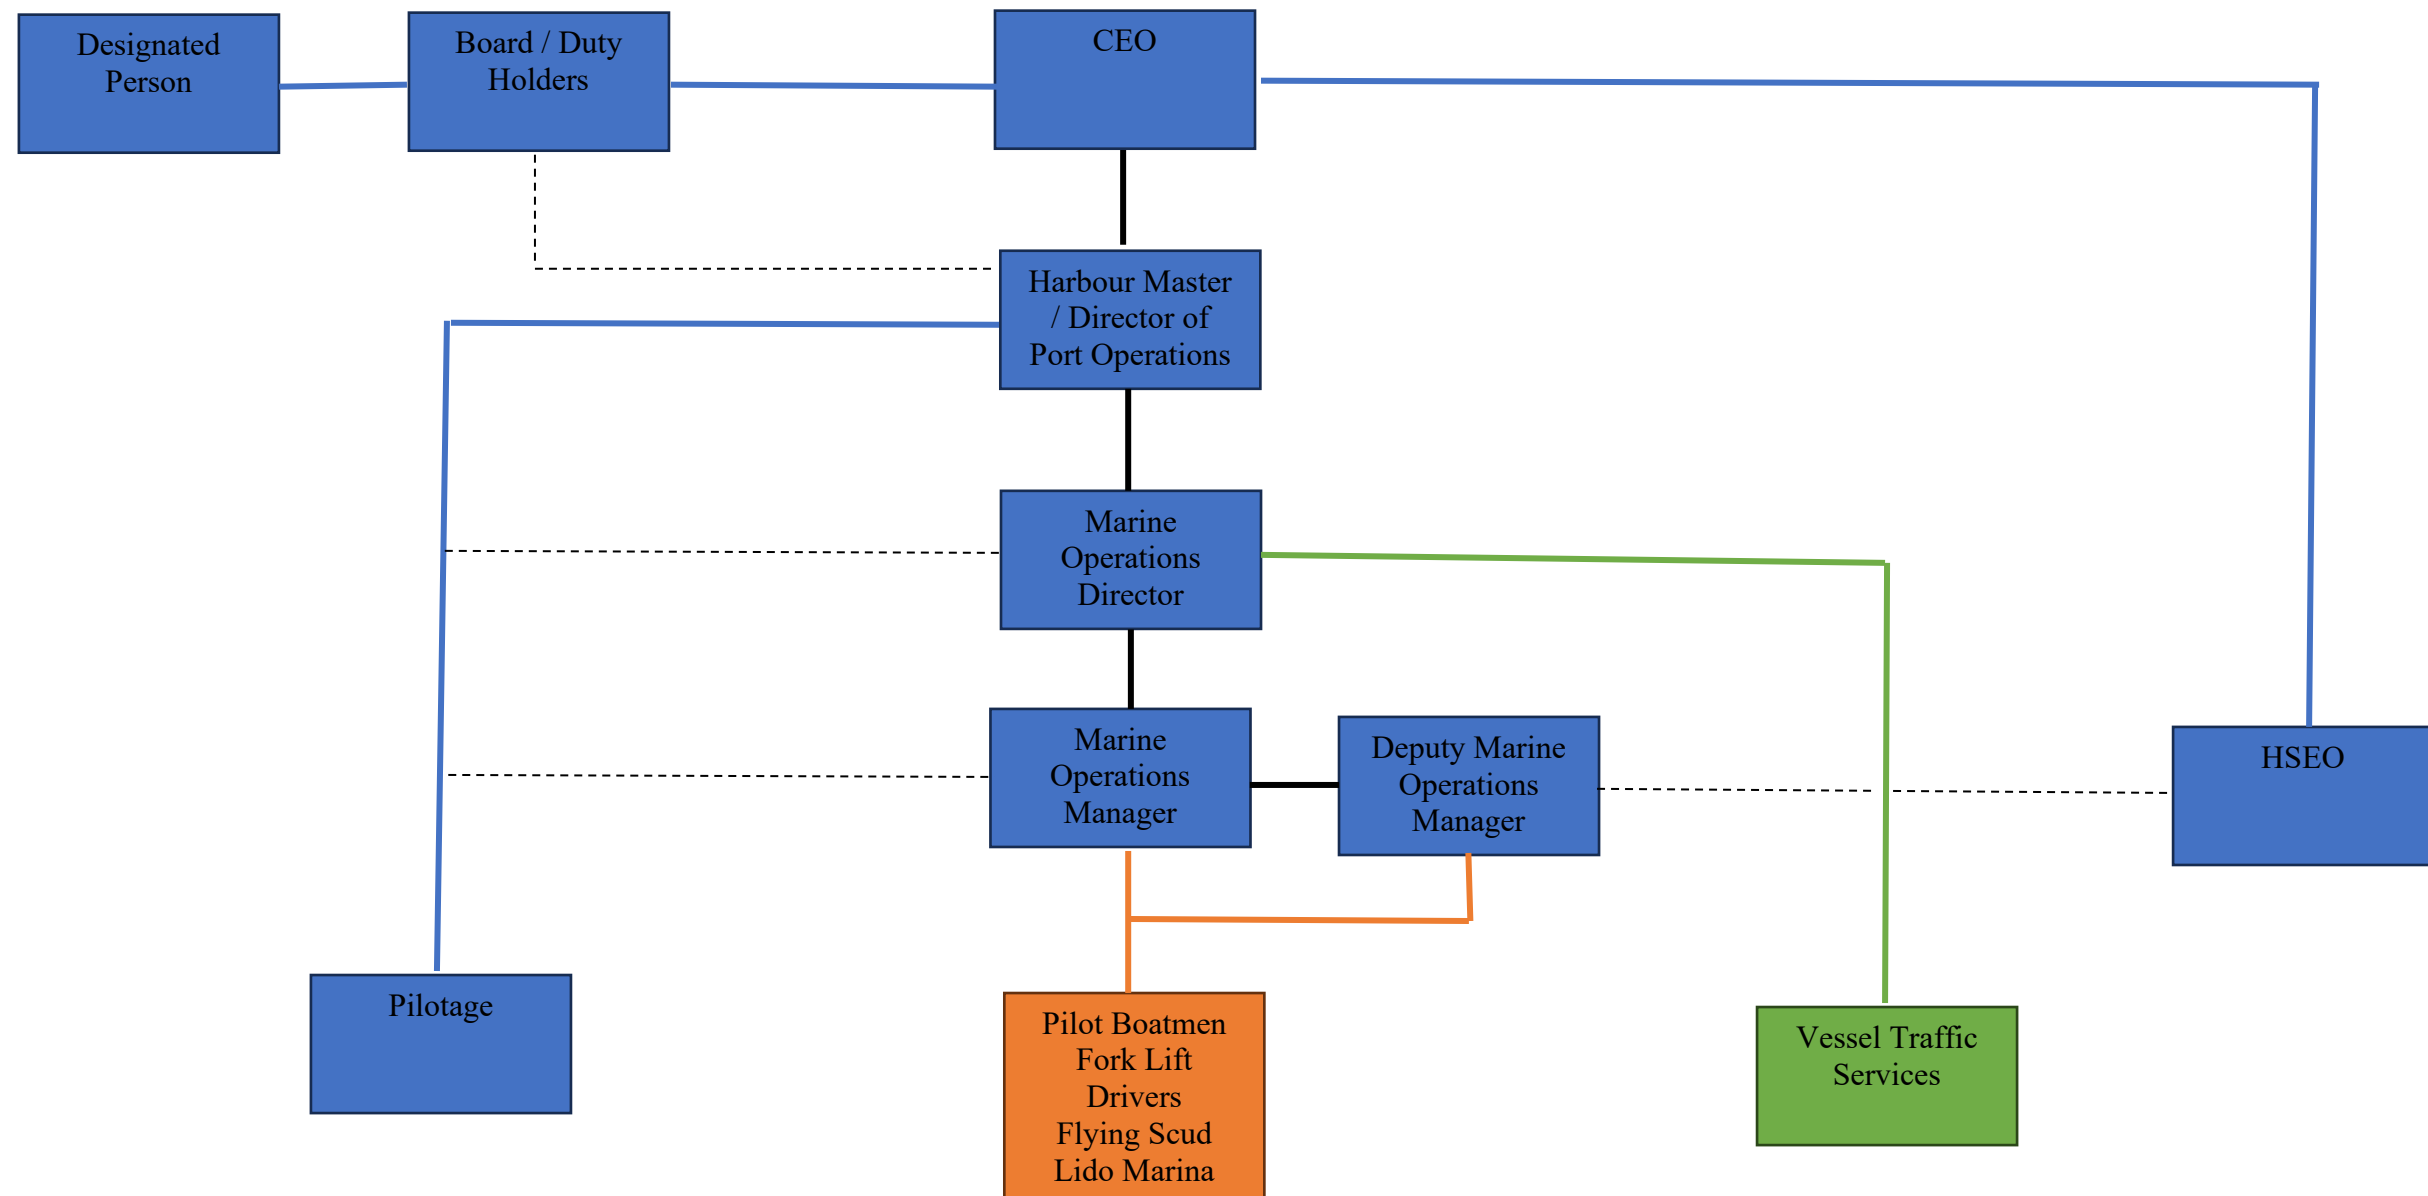 Designated
Person
Board / Duty
Holders
CEO
Harbour Master
/ Director of
Port Operations
Marine
Operations
Director
Marine
Operations
Manager
Deputy Marine
Operations
Manager
HSEO
Pilotage
Pilot Boatmen
Fork Lift
Drivers
Flying Scud
Lido Marina
Vessel Traffic
Services